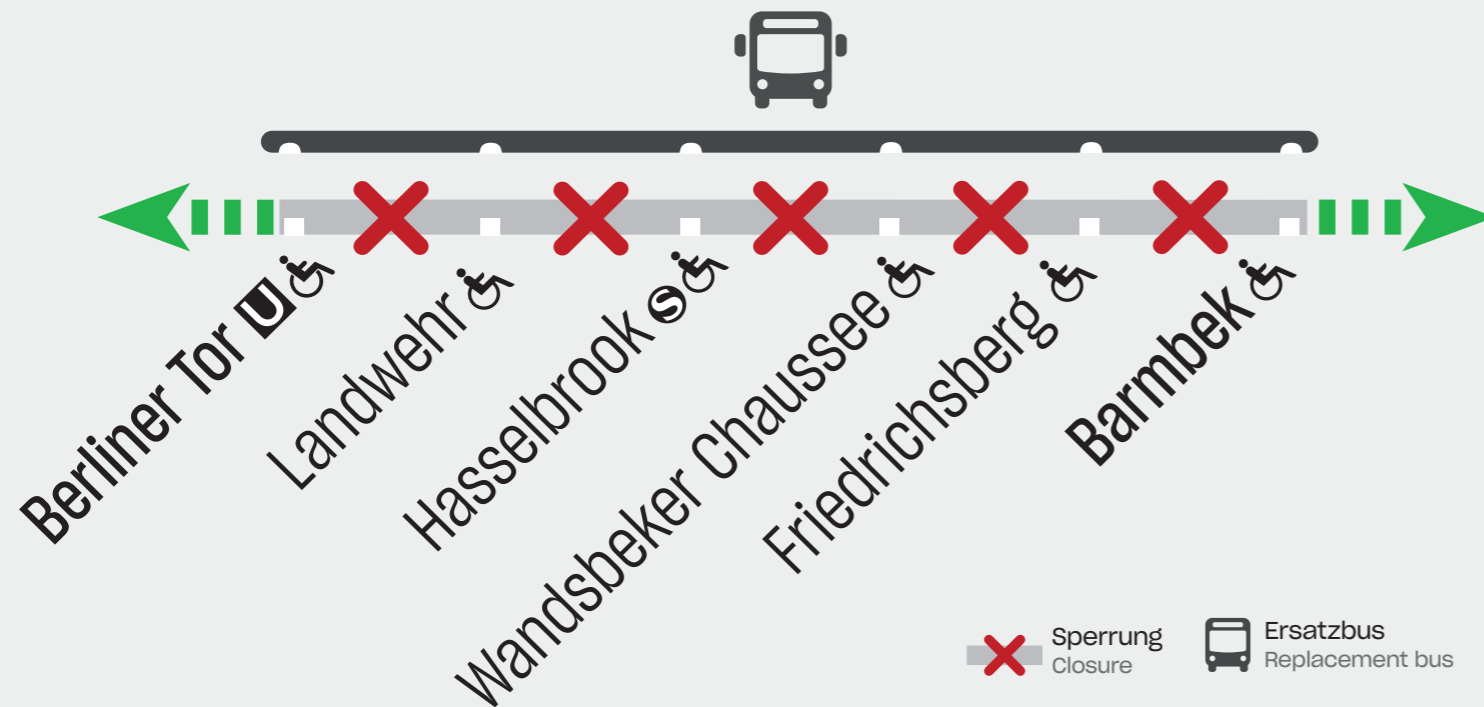 Berliner Tor U
Landwehr
Hasselbrook S
Wandsbeker Chaussee
Friedrichsberg
Barmbek
Sperrung
Closure
Ersatzbus
Replacement bus